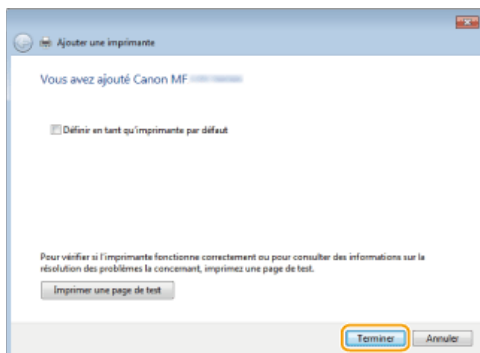 Ajouter une imprimante
Vous avez ajouté Canon MF
Définir en tant qu'imprimante par défaut
Pour vérifier si l'imprimante fonctionne correctement ou pour consulter des informations sur la
résolution des problèmes la concernant, imprimez une page de test.
Imprimer une page de test
Terminer Annuler